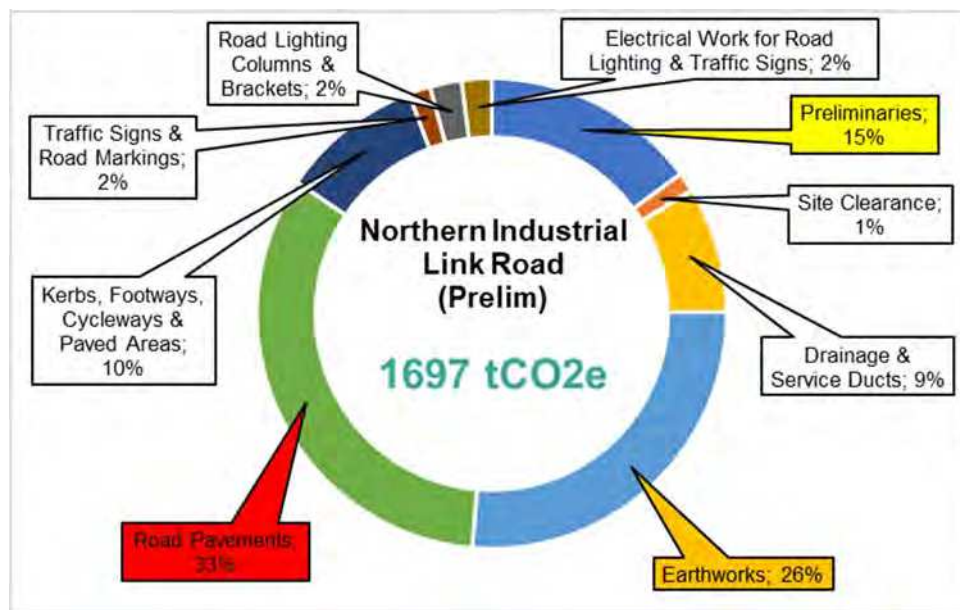 Road Lighting
Columns &
Brackets; 2%
Electrical Work for Road
Lighting & Traffic Signs; 2%
Preliminaries;
15%
Traffic Signs &
Road Markings;
2%
Site Clearance;
1%
Northern Industrial
Link Road
(Prelim)
1697 tCO2e
Kerbs, Footways,
Cycleways &
Paved Areas;
10%
Drainage &
Service Ducts; 9%
Road Pavements;
33%
Earthworks; 26%